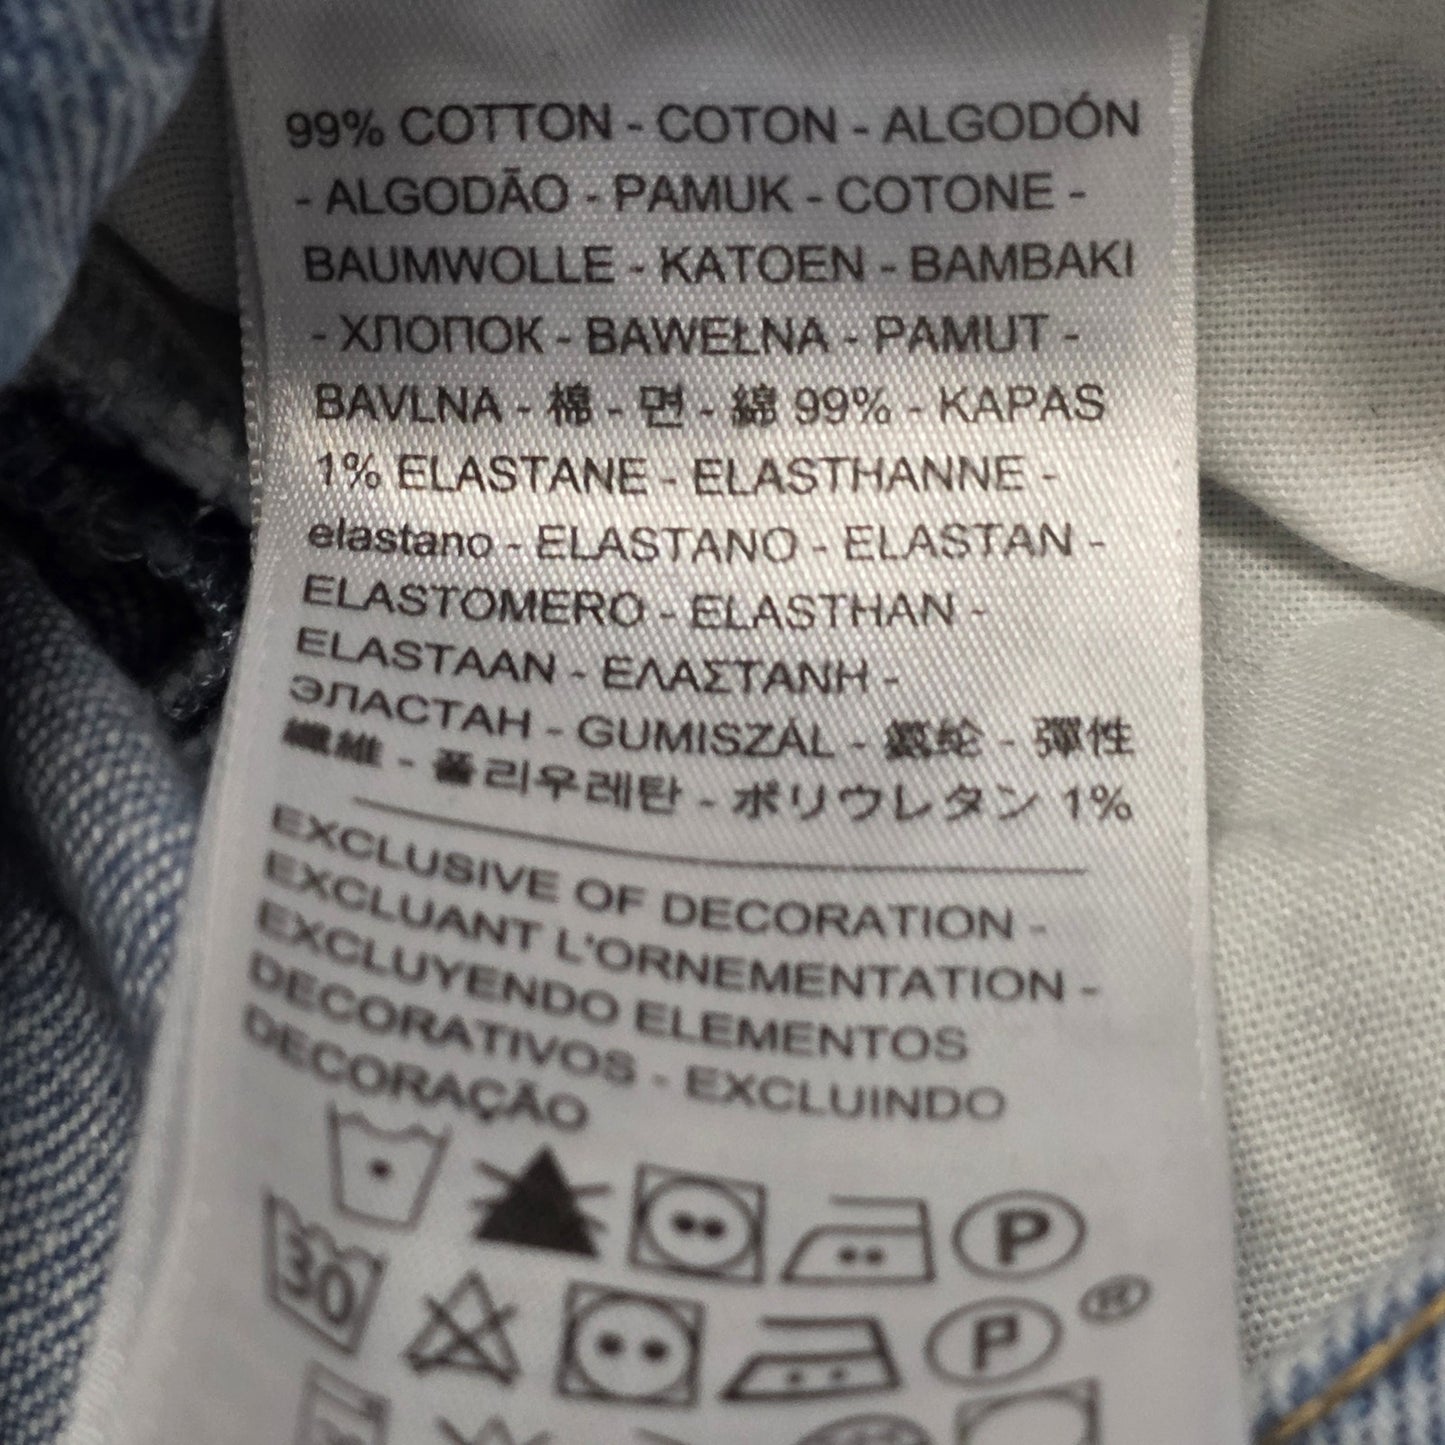 99% COTTON - COTON - ALGODÓN
- ALGODÃO - PAMUK - COTONE -
BAUMWOLLE - KATOEN - BAMBAKI
- ХЛОПОК - BAWEŁNA - PAMUT -
BAVLNA - 棉 - 면 - 綿 99% - KAPAS
1% ELASTANE - ELASTHANNE -
elastano - ELASTANO - ELASTAN -
ELASTOMERO - ELASTHAN -
ELASTAAN - ΕΛΑΣΤΑΝΗ -
ЭЛАСТАН - GUMISZÁL - 氨纶 - 彈性
纖維 - 폴리우레탄 - ポリウレタン 1%
EXCLUSIVE OF DECORATION -
EXCLUANT L'ORNEMENTATION -
EXCLUYENDO ELEMENTOS
DECORATIVOS - EXCLUINDO
DECORAÇÃO
P
30 P ®